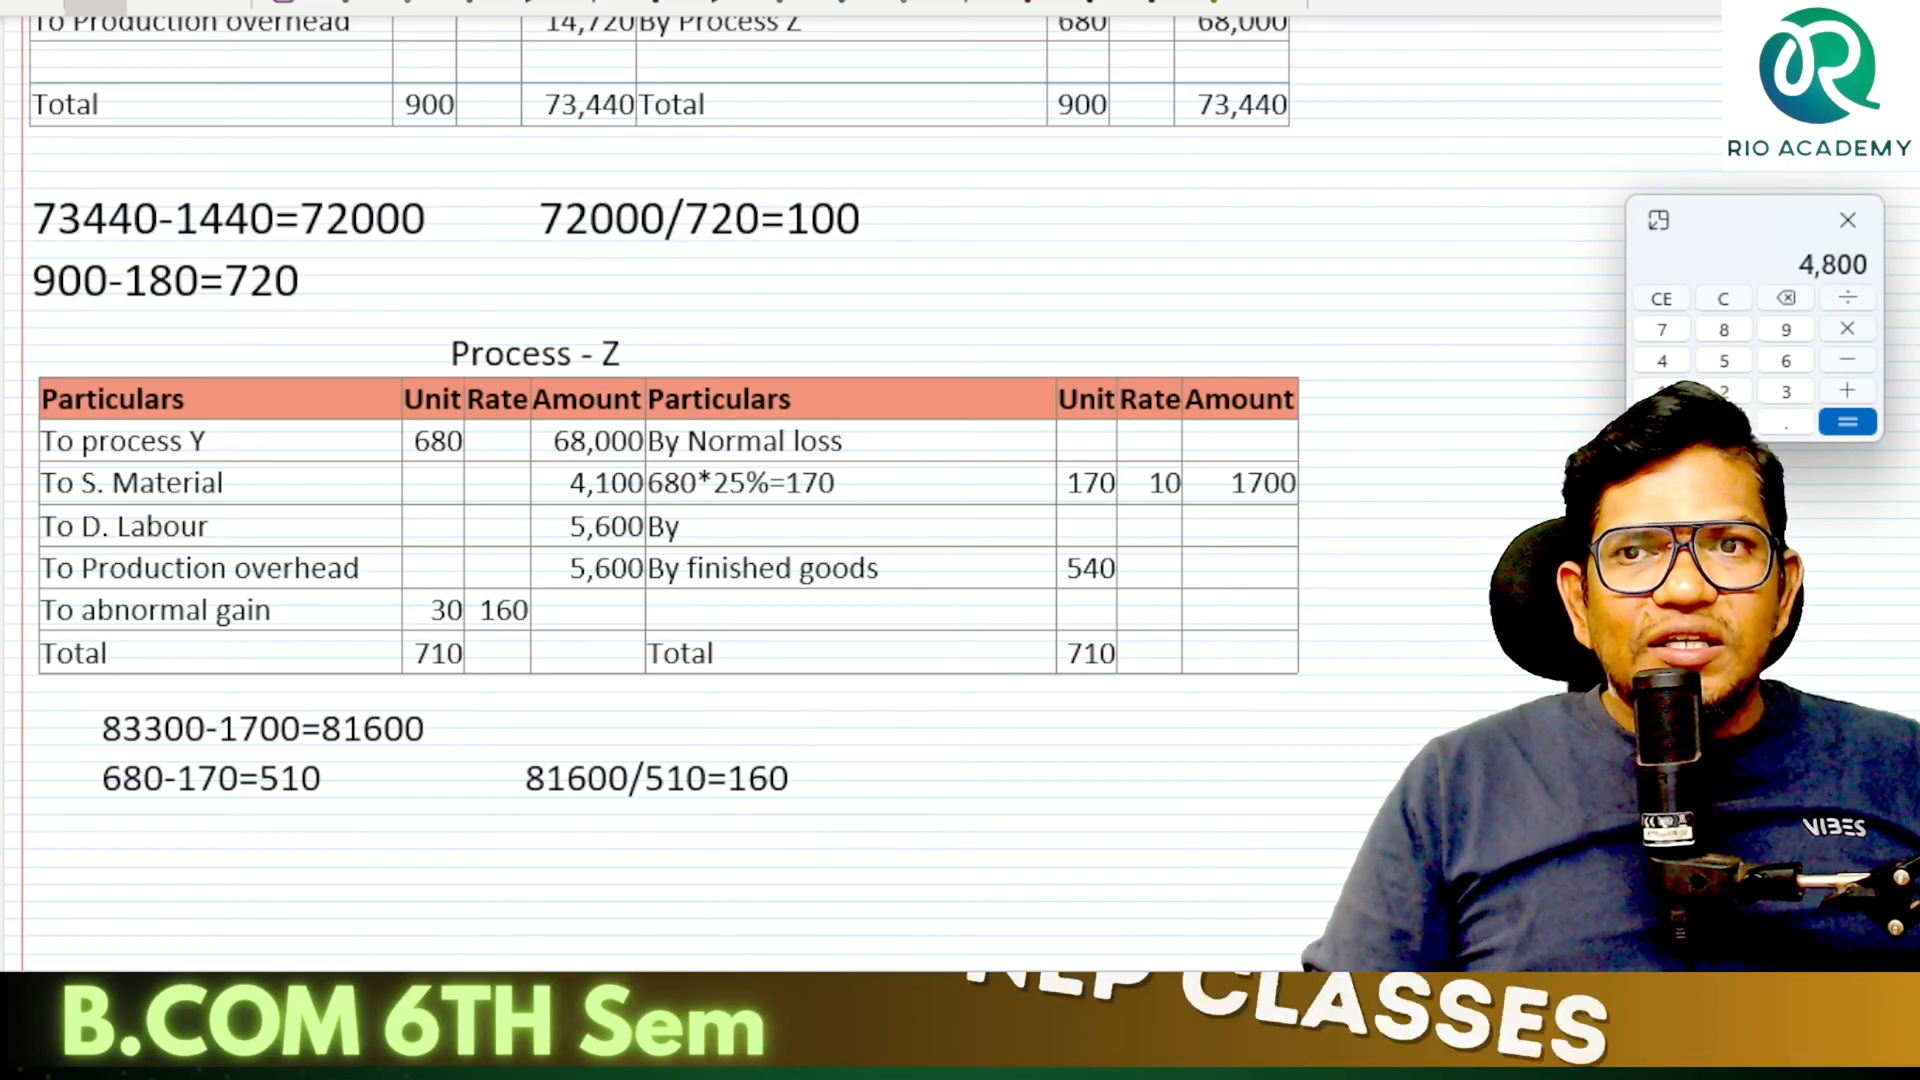 To Production overhead 14,720 By Process Z 680 68,000
Total 900 73,440 Total 900 73,440
RIO ACADEMY
73440-1440=72000 72000/720=100
900-180=720
4,800
CE C ⌫ ÷
7 8 9 ×
4 5 6 −
2 3 +
. =
Process - Z
Particulars Unit Rate Amount Particulars Unit Rate Amount
To process Y 680 68,000 By Normal loss
To S. Material 4,100 680*25%=170 170 10 1700
To D. Labour 5,600 By
To Production overhead 5,600 By finished goods 540
To abnormal gain 30 160
Total 710 Total 710
83300-1700=81600
680-170=510 81600/510=160
VIBES
B.COM 6TH Sem
NEP CLASSES